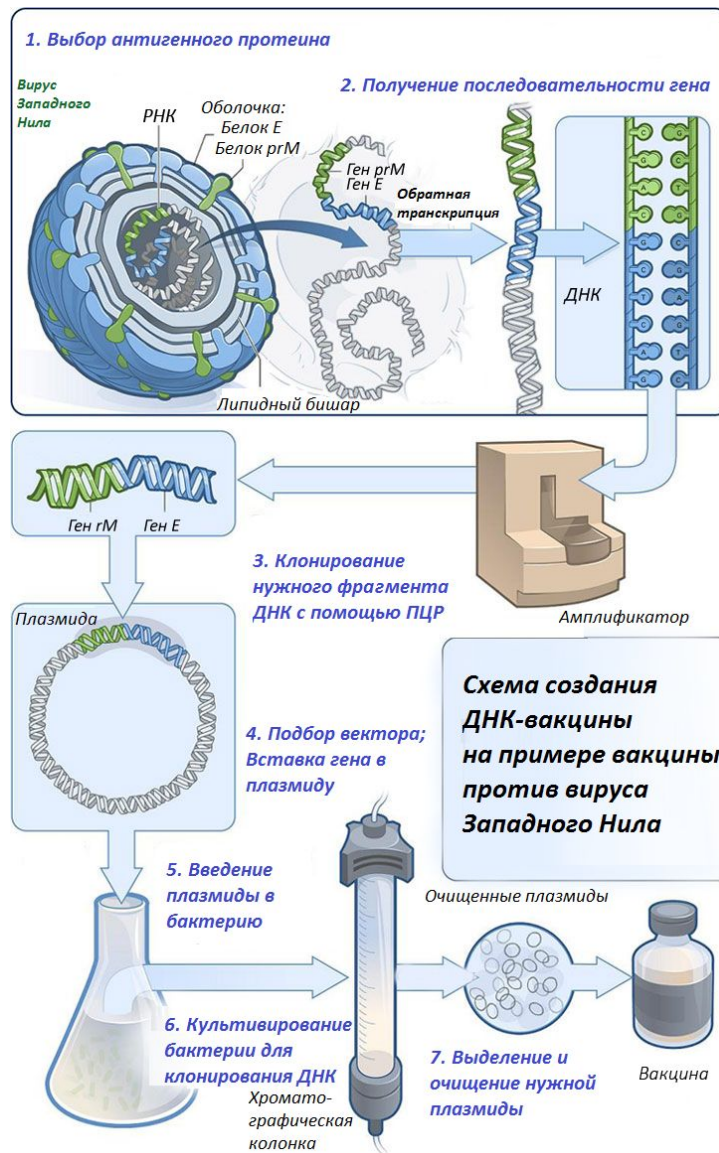 1. Выбор антигенного протеина
Вирус
Западного
Нила
РНК
Оболочка:
Белок E
Белок prM
2. Получение последовательности гена
Ген prM
Ген E
Обратная
транскрипция
ДНК
Липидный бишар
C G
C C
A T
G G
A G
C G
T A
C G
A T
G C
Ген rM
Ген E
3. Клонирование
нужного фрагмента
ДНК с помощью ПЦР
Амплификатор
Плазмида
Схема создания
ДНК-вакцины
на примере вакцины
против вируса
Западного Нила
4. Подбор вектора;
Вставка гена в
плазмиду
5. Введение
плазмиды в
бактерию
Очищенные плазмиды
6. Культивирование
бактерии для
клонирования ДНК
7. Выделение и
очищение нужной
плазмиды
Вакцина
Хромато-
графическая
колонка